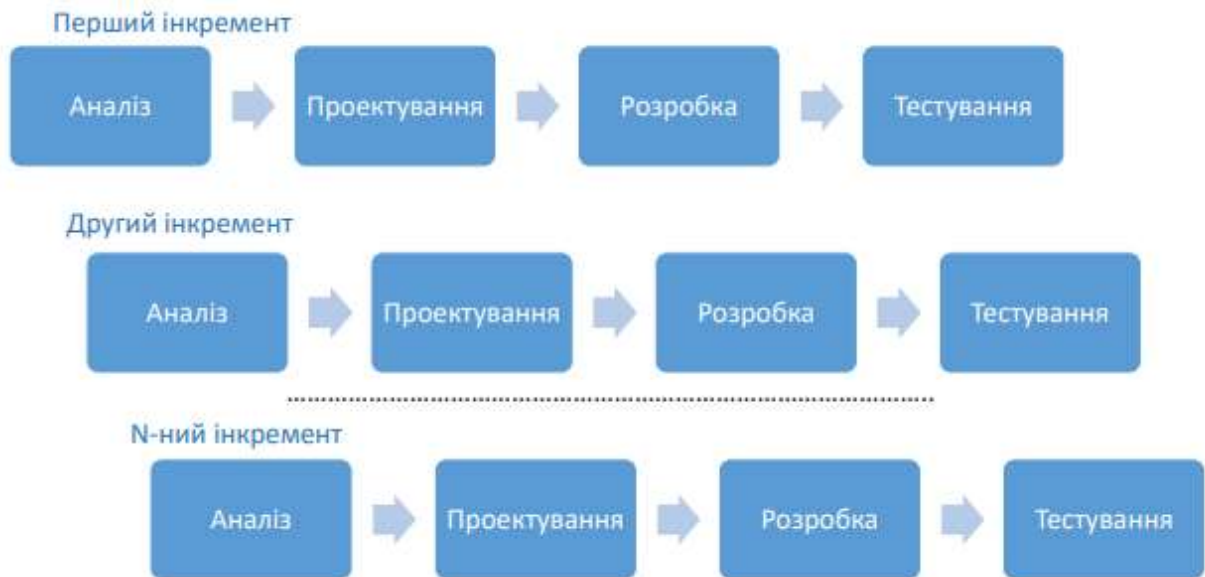 Перший інкремент
Аналіз
Проектування
Розробка
Тестування
Другий інкремент
Аналіз
Проектування
Розробка
Тестування
N-ний інкремент
Аналіз
Проектування
Розробка
Тестування